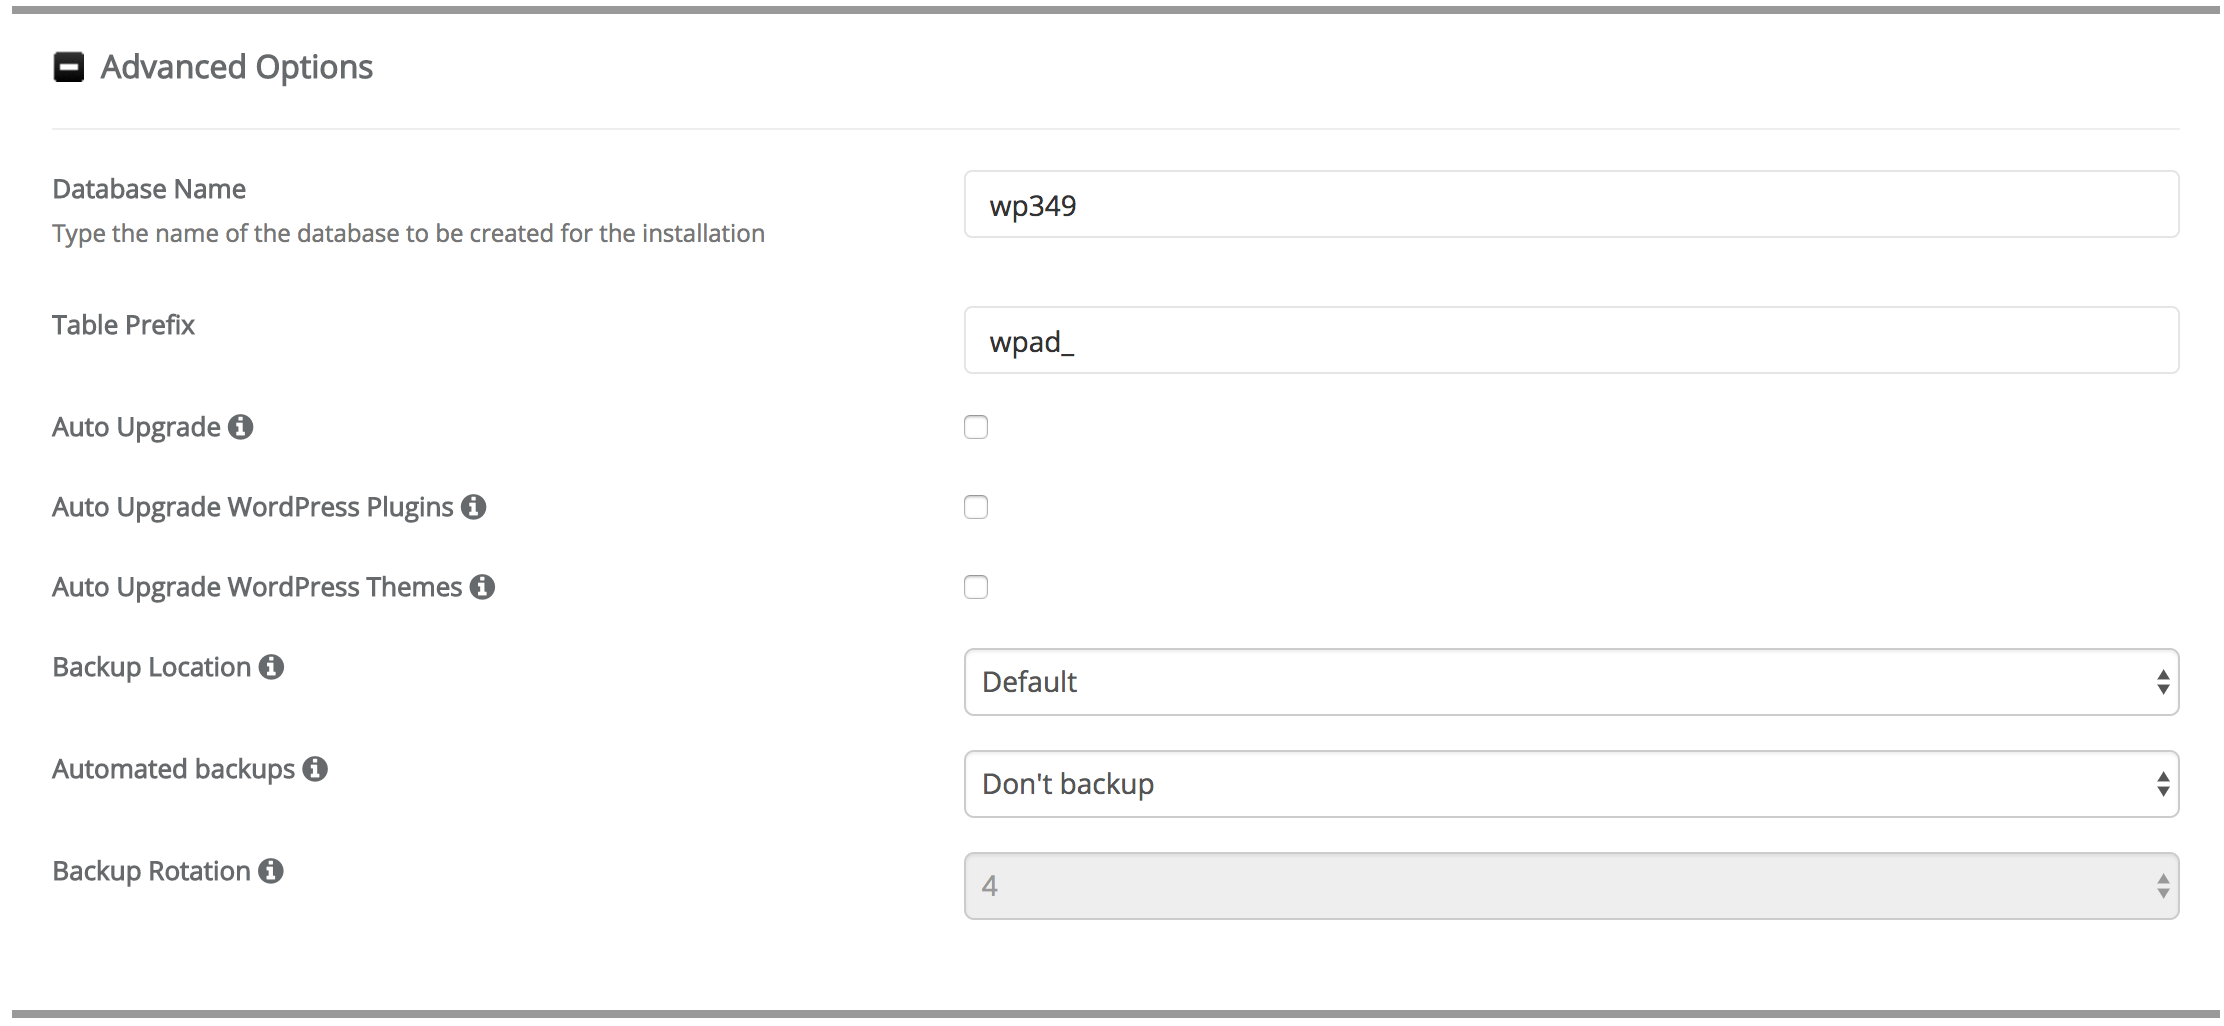 Advanced Options
Database Name
Type the name of the database to be created for the installation
wp349
Table Prefix
wpad_
Auto Upgrade
Auto Upgrade WordPress Plugins
Auto Upgrade WordPress Themes
Backup Location
Default
Automated backups
Don't backup
Backup Rotation
4